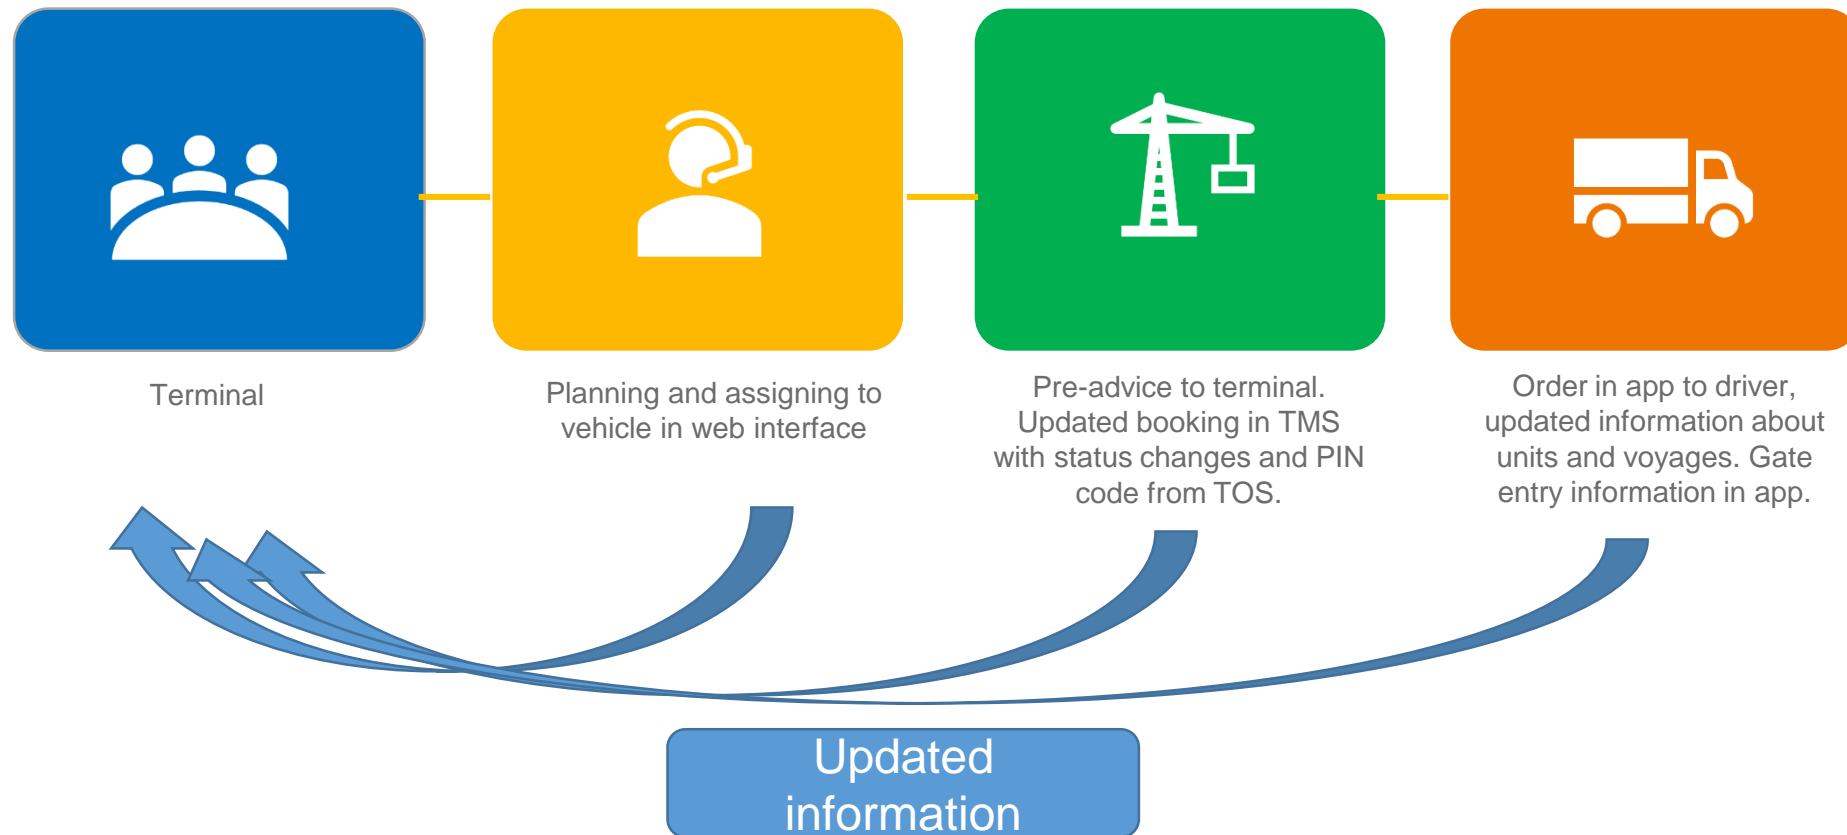 Terminal
Planning and assigning to
vehicle in web interface
Pre-advice to terminal.
Updated booking in TMS
with status changes and PIN
code from TOS.
Order in app to driver,
updated information about
units and voyages. Gate
entry information in app.
Updated
information